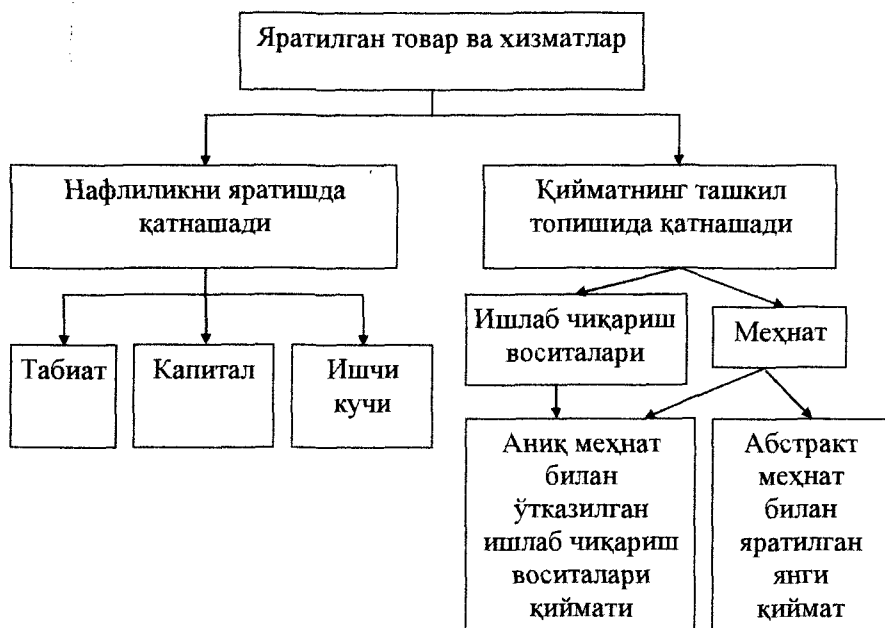 Яратилган товар ва хизматлар
Нафлиликни яратишда
қатнашади
Қийматнинг ташкил
топишида қатнашади
Табиат
Капитал
Ишчи
кучи
Ишлаб чиқариш
воситалари
Меҳнат
Аниқ меҳнат
билан
ўтказилган
ишлаб чиқариш
воситалари
қиймати
Абстракт
меҳнат
билан
яратилган
янги
қиймат